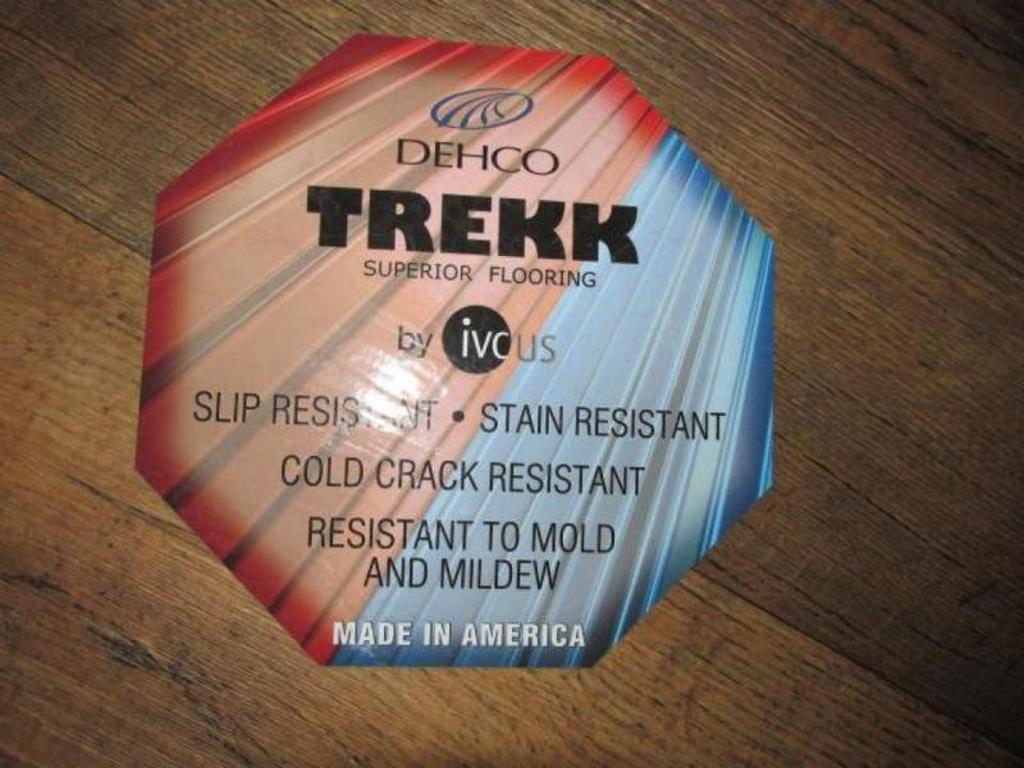 DEHCO
TREKK
SUPERIOR FLOORING
by ivc us
SLIP RESISTANT • STAIN RESISTANT
COLD CRACK RESISTANT
RESISTANT TO MOLD
AND MILDEW
MADE IN AMERICA